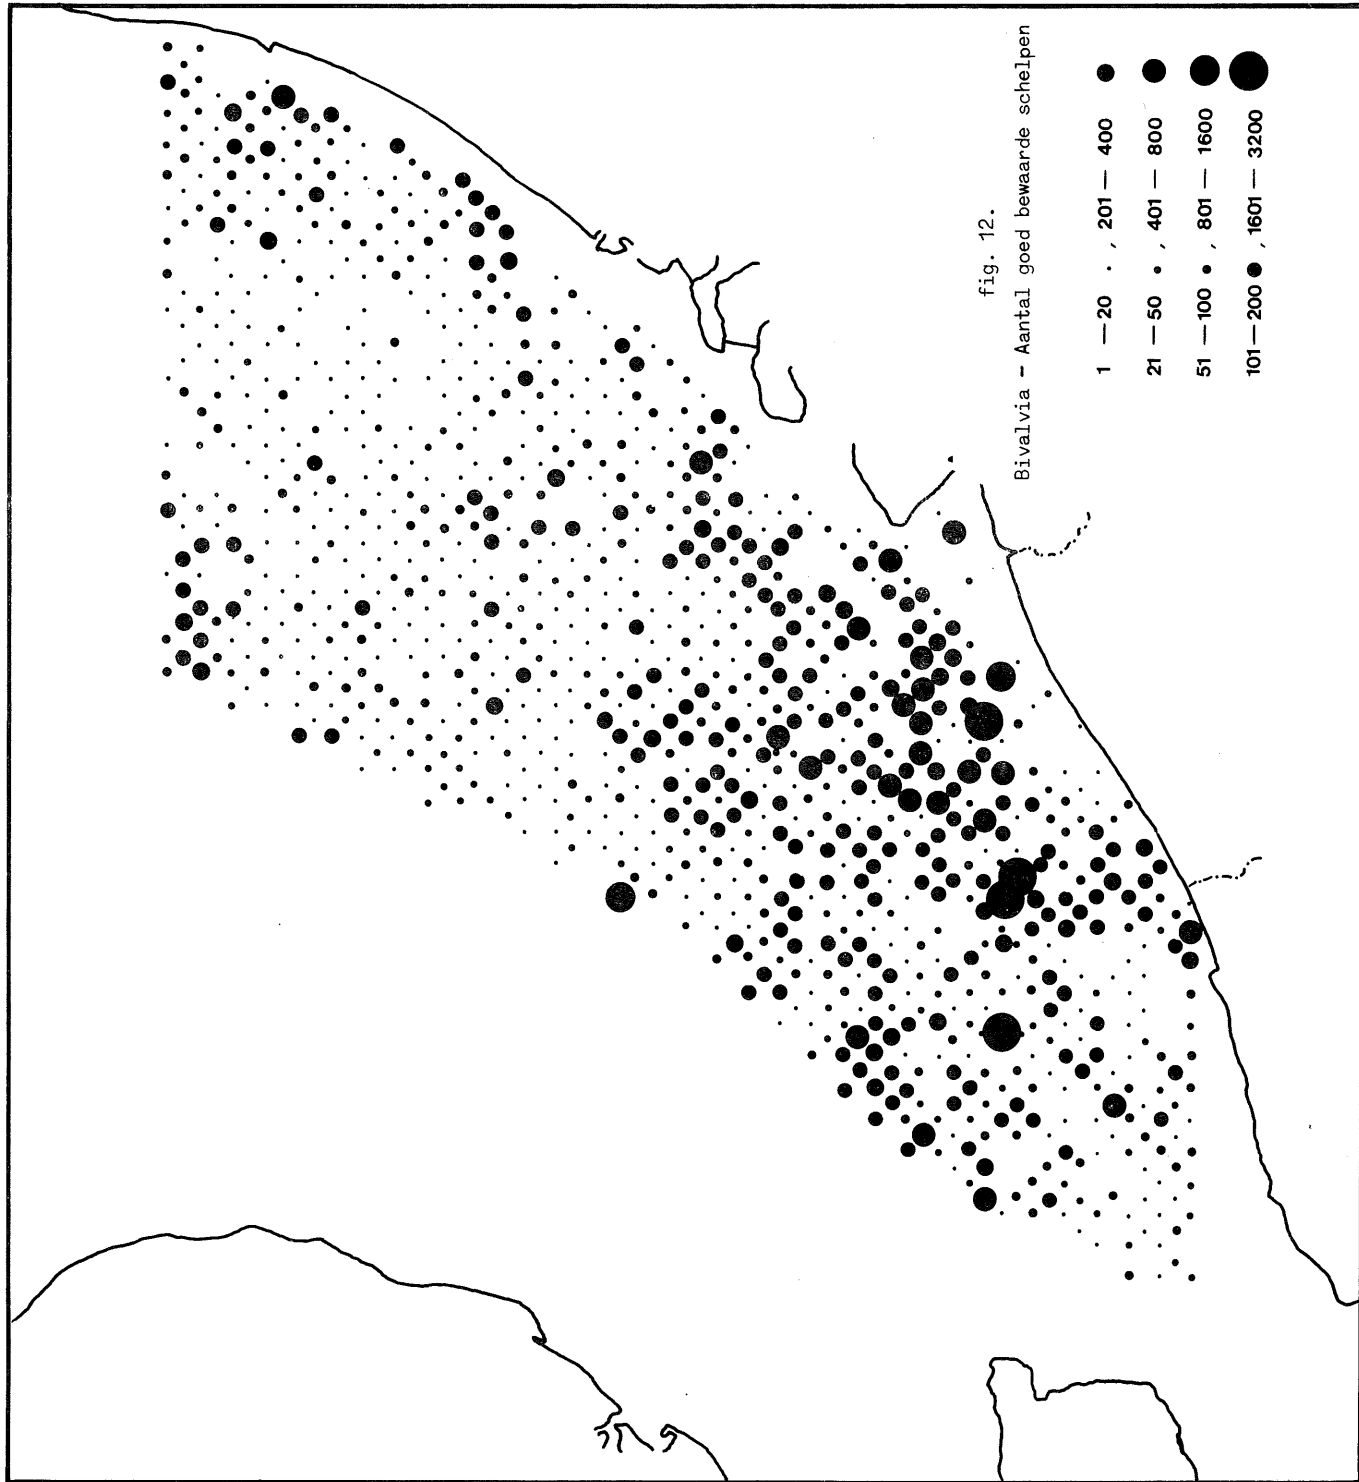 fig. 12.
Bivalvia - Aantal goed bewaarde schelpen
1 — 20 , 201 — 400
21 — 50 , 401 — 800
51 — 100 , 801 — 1600
101 — 200 , 1601 — 3200